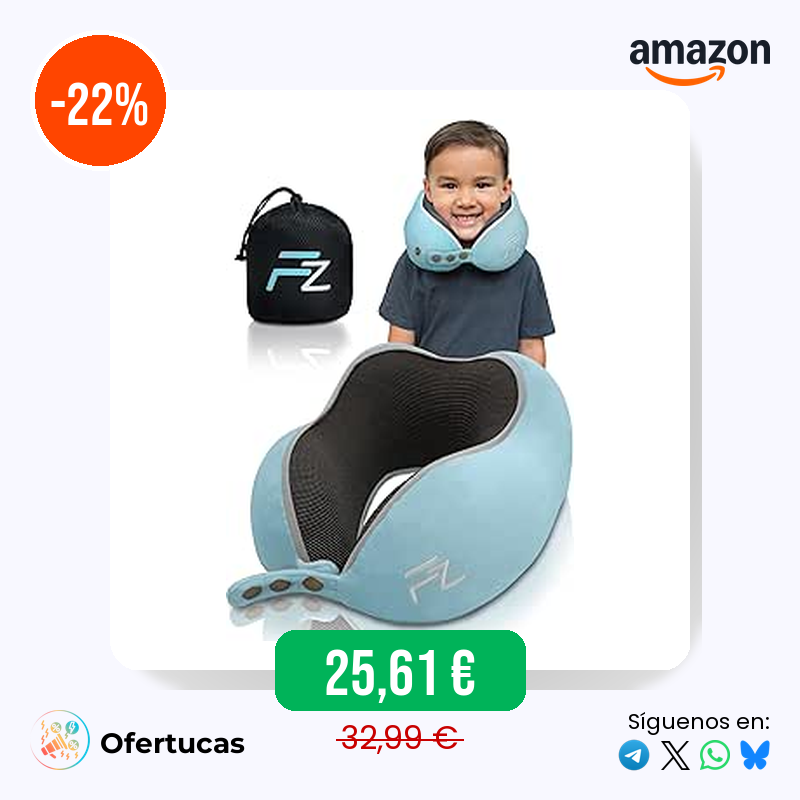 -22%
amazon
FZ
FZ
25,61 €
32,99 €
Ofertucas
Síguenos en: